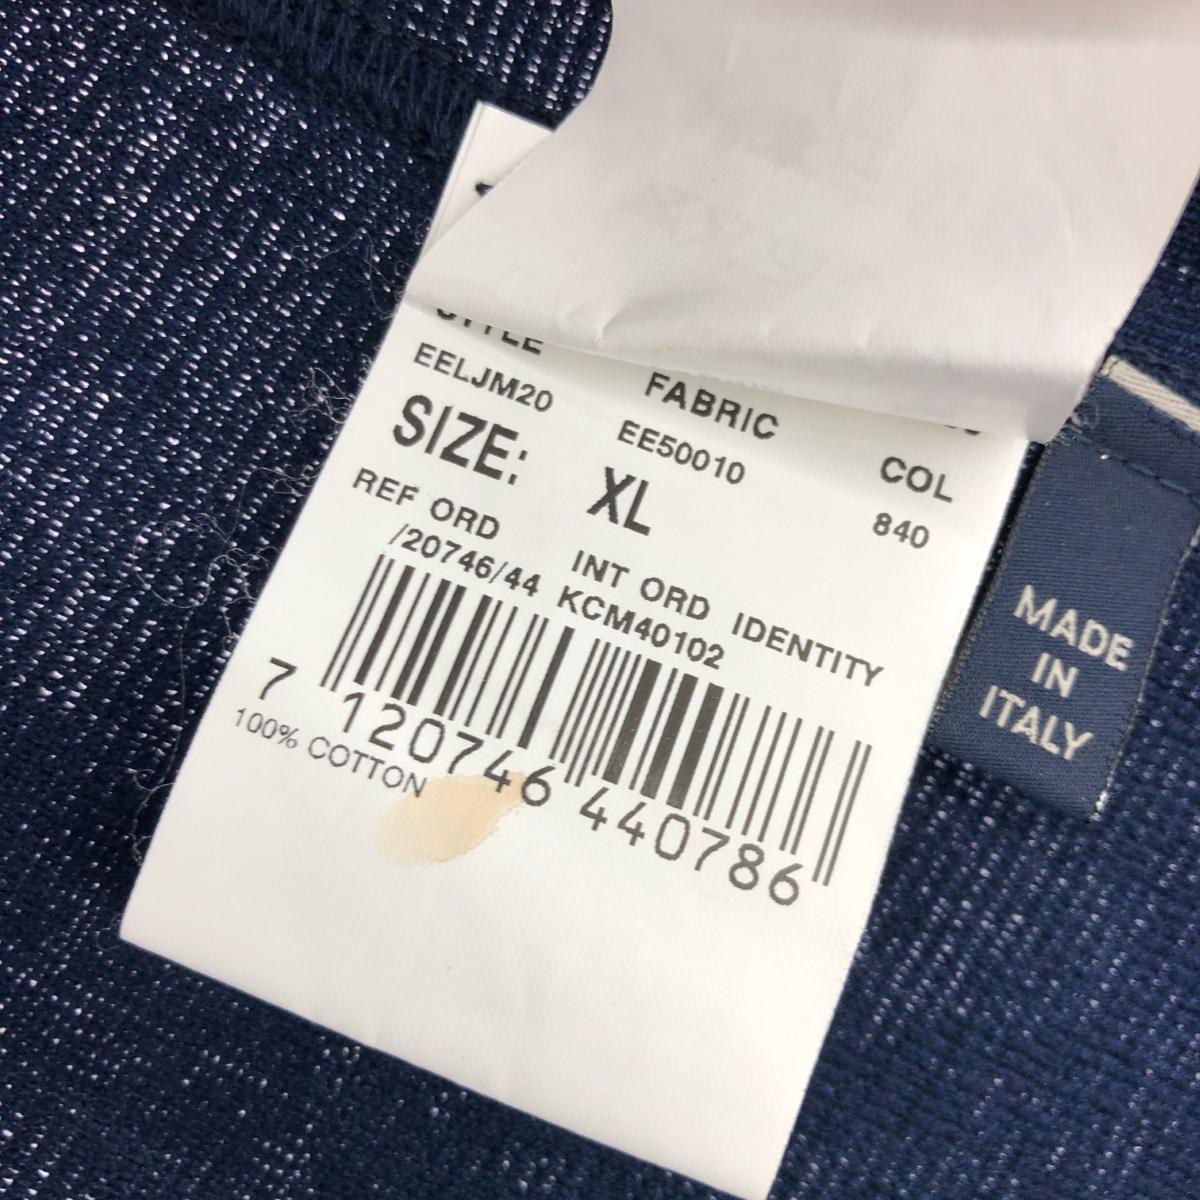 STYLE
FABRIC
COL
EELJM20
EE50010
840
SIZE: XL
REF ORD
INT ORD IDENTITY
/20746/44 KCM40102
7 120746 440786
100% COTTON
MADE
IN
ITALY